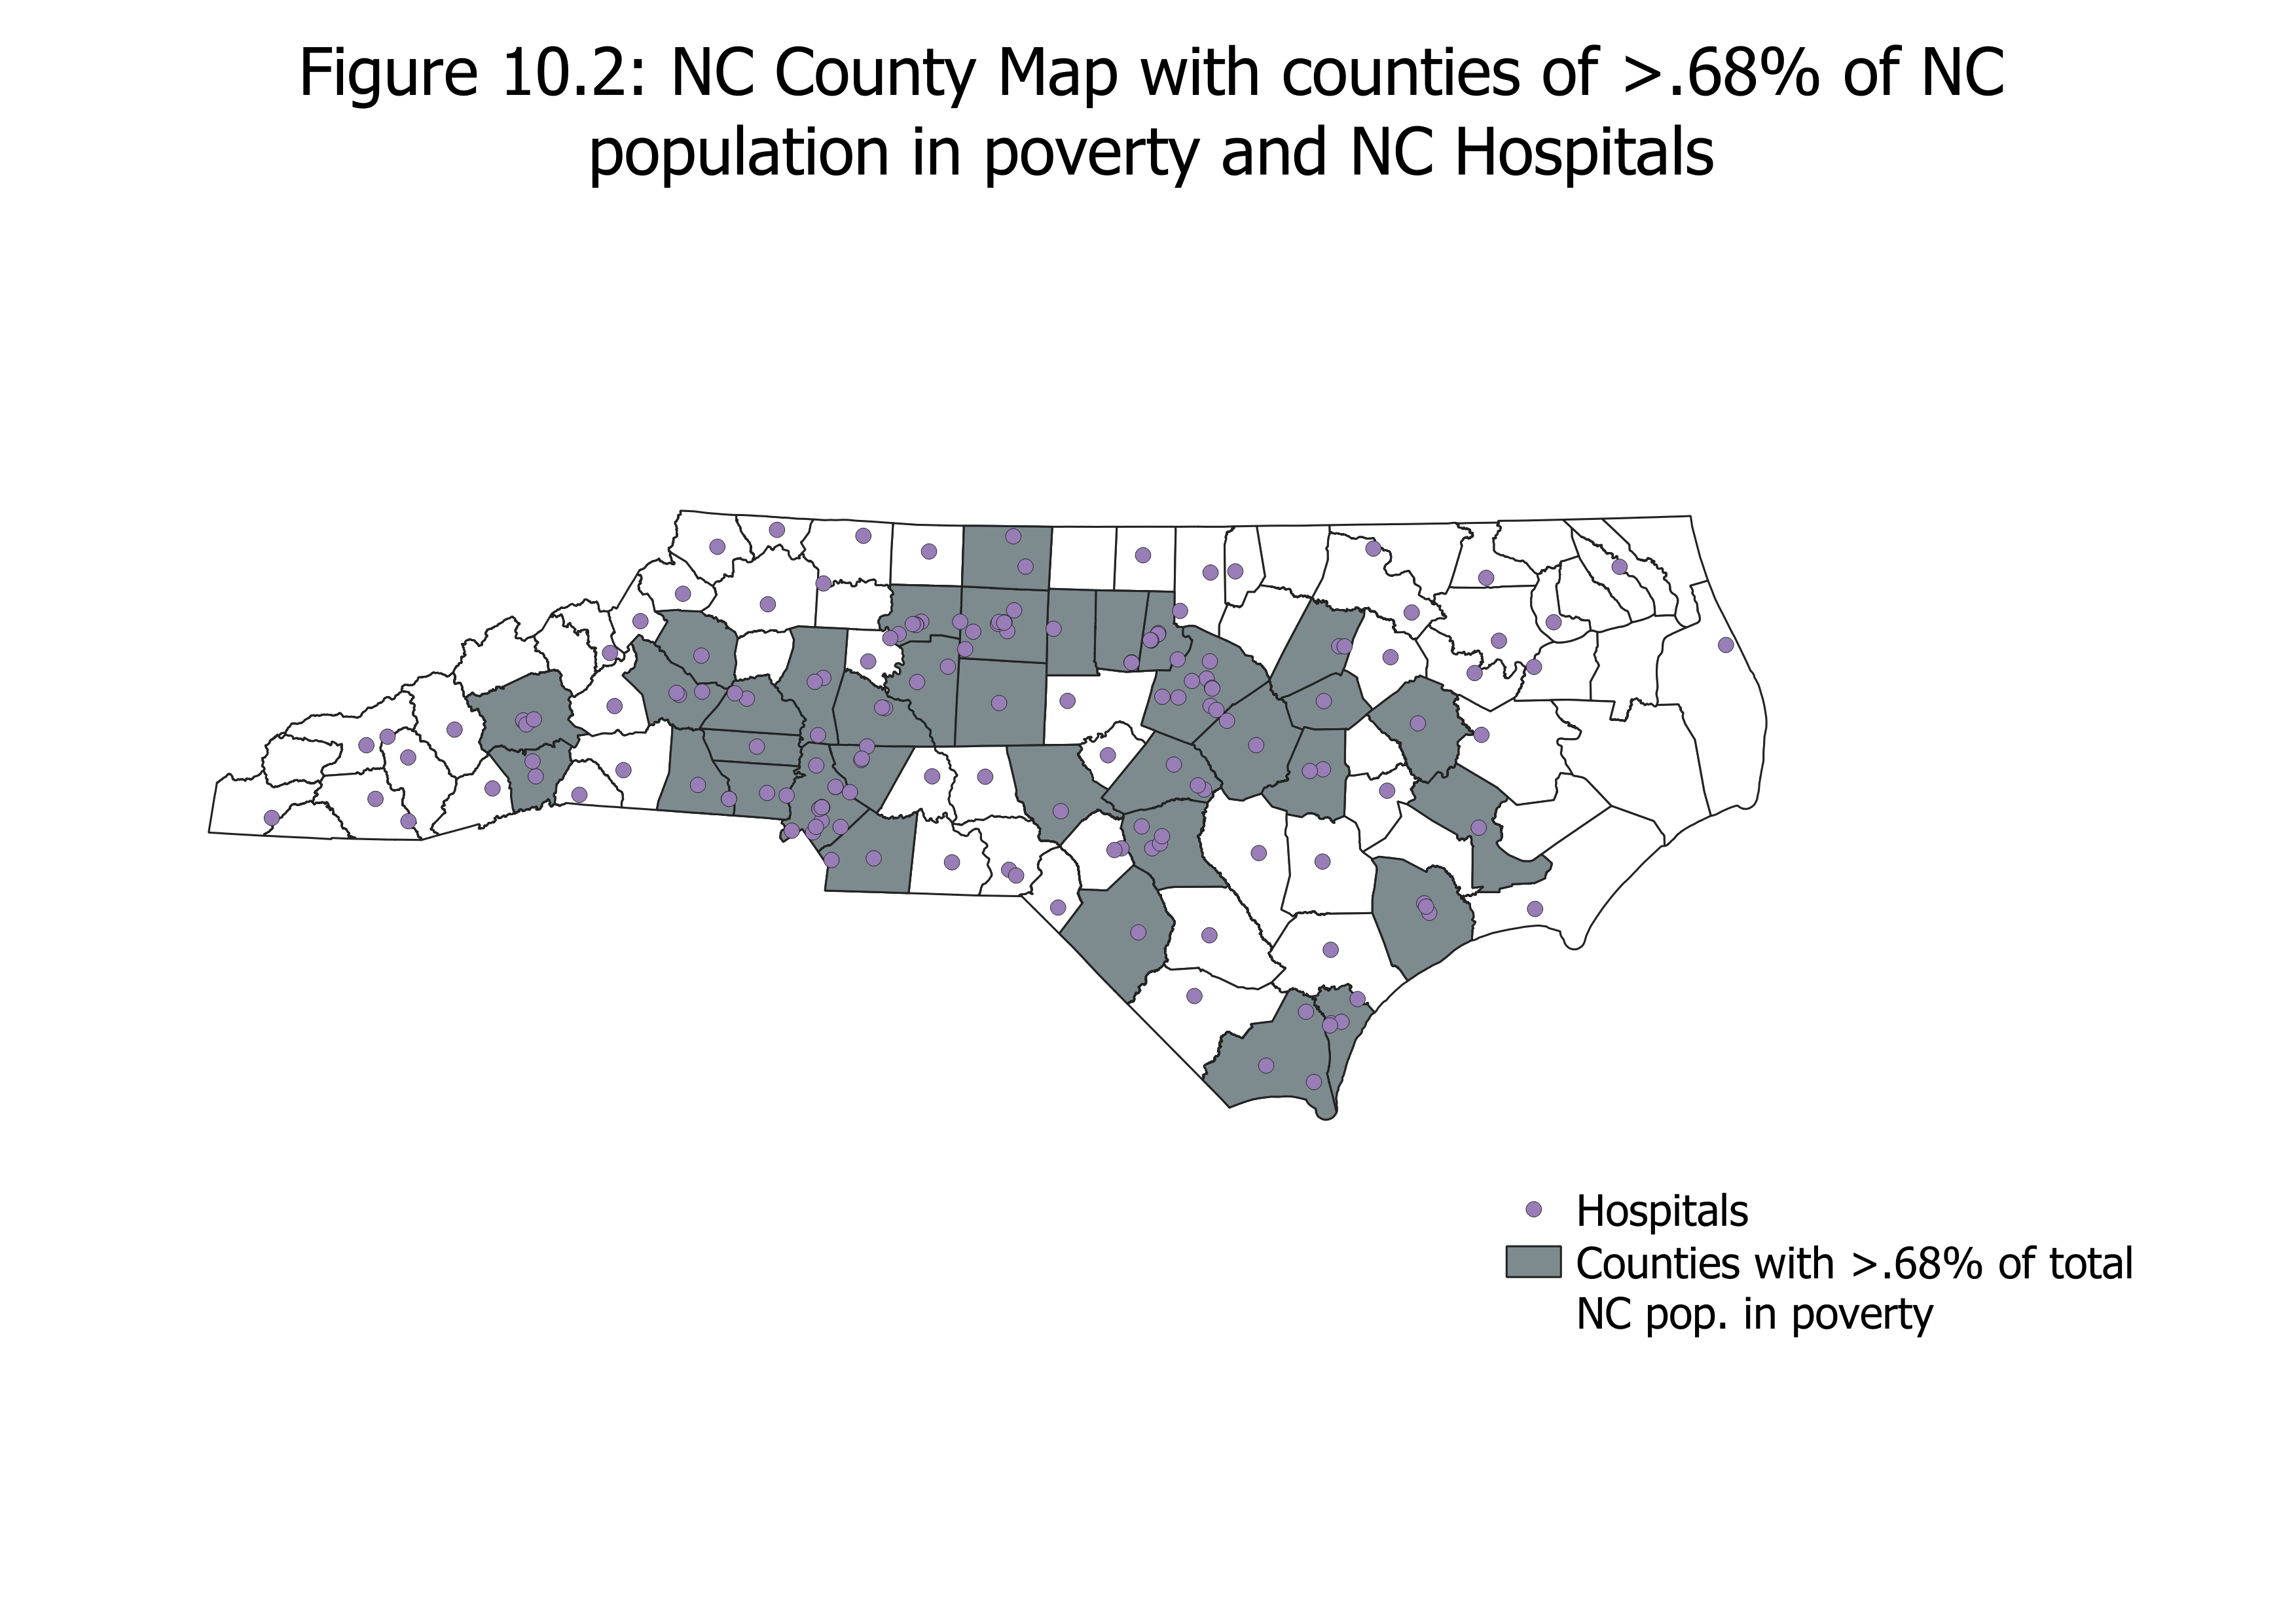 Figure 10.2: NC County Map with counties of >.68% of NC
population in poverty and NC Hospitals
Hospitals
Counties with >.68% of total
NC pop. in poverty